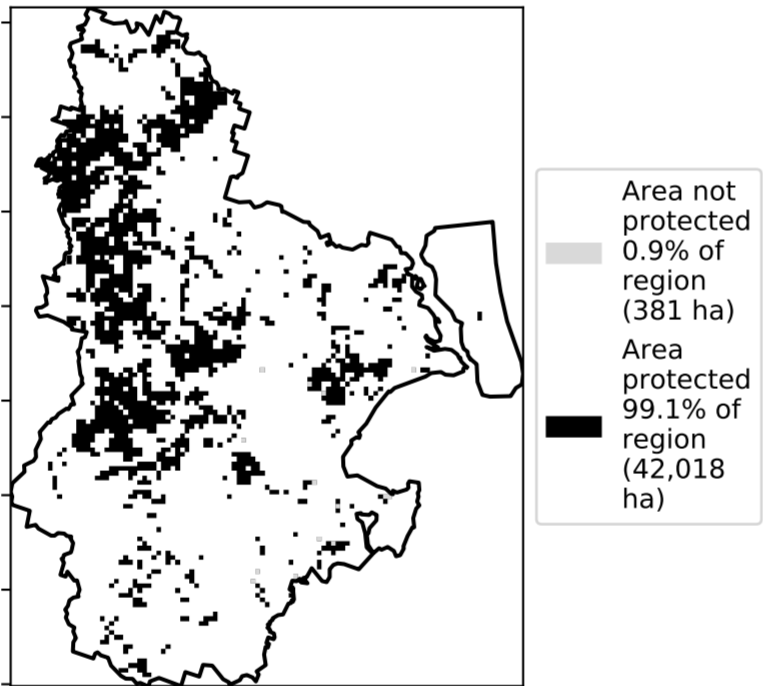 Area not
protected
0.9% of
region
(381 ha)
Area
protected
99.1% of
region
(42,018
ha)